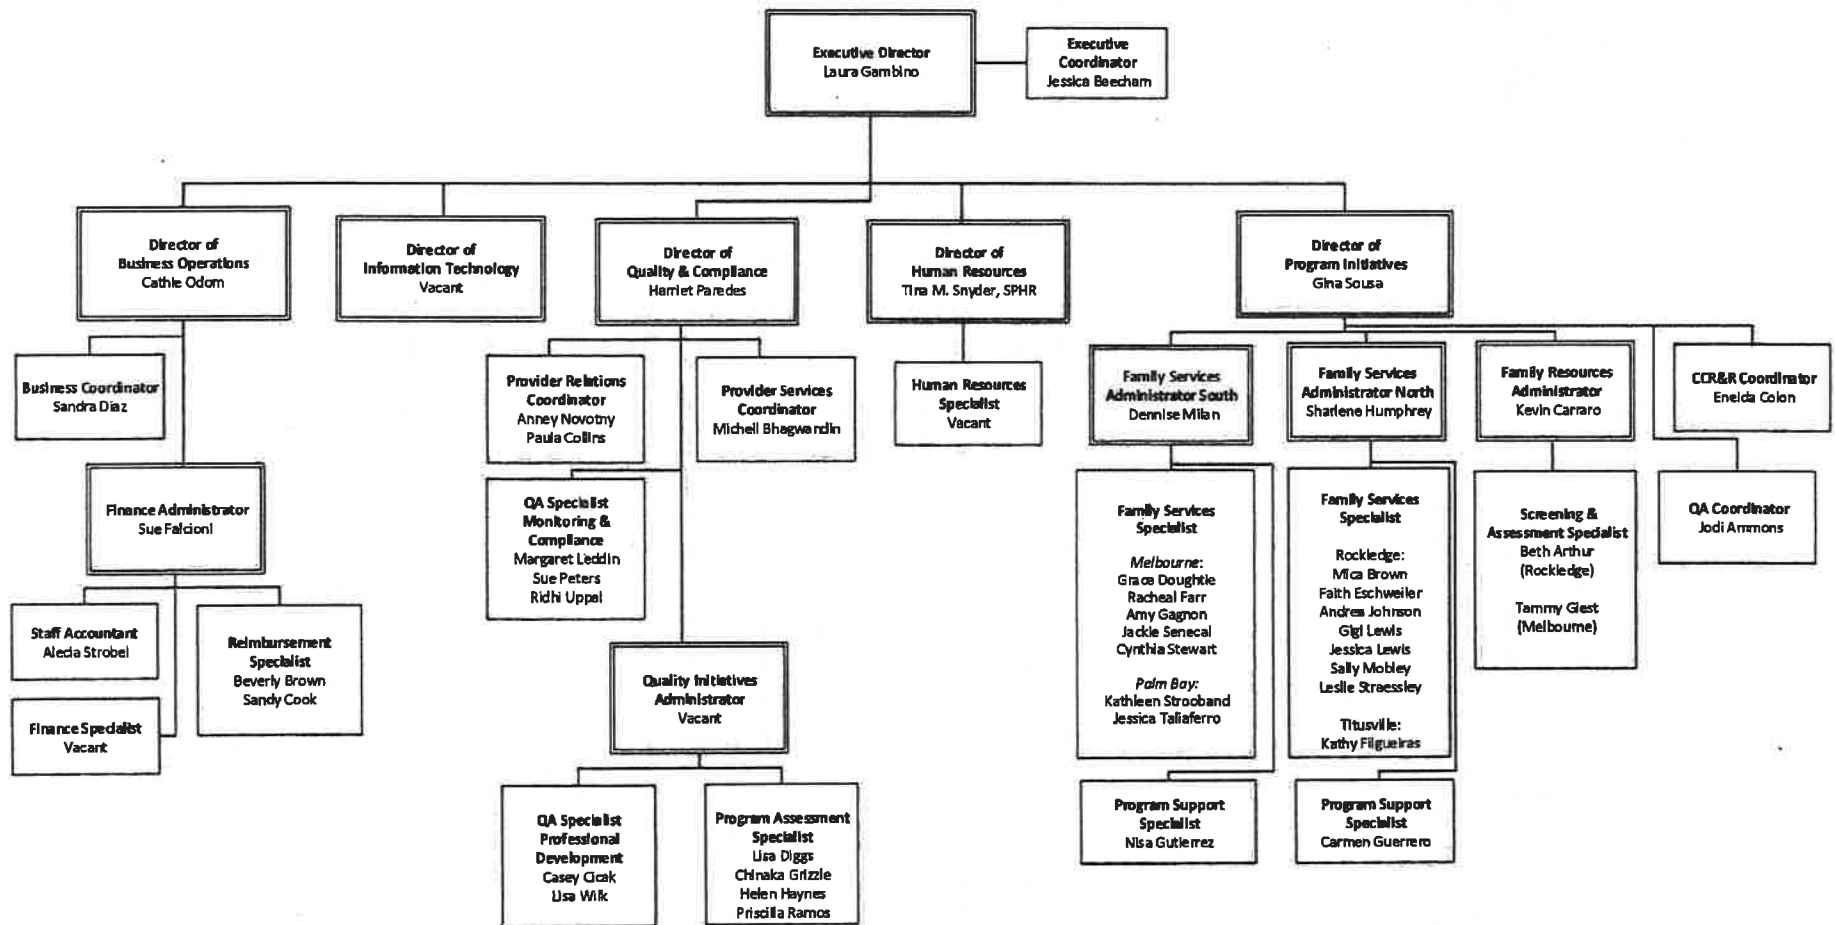 Executive Director
Laura Gambino
Executive
Coordinator
Jessica Beecham
Director of
Business Operations
Cathie Odom
Director of
Information Technology
Vacant
Director of
Quality & Compliance
Harriet Paredes
Director of
Human Resources
Tina M. Snyder, SPHR
Director of
Program Initiatives
Gina Sousa
Business Coordinator
Sandra Diaz
Finance Administrator
Sue Falcioni
Staff Accountant
Alecia Strobel
Finance Specialist
Vacant
Reimbursement
Specialist
Beverly Brown
Sandy Cook
Provider Relations
Coordinator
Anney Novotny
Paula Collins
Provider Services
Coordinator
Michell Bhagwandin
QA Specialist
Monitoring &
Compliance
Margaret Leddin
Sue Peters
Ridhi Uppal
Quality Initiatives
Administrator
Vacant
QA Specialist
Professional
Development
Casey Cicak
Lisa Wilk
Program Assessment
Specialist
Lisa Diggs
Chinaka Grizzle
Helen Haynes
Priscilla Ramos
Human Resources
Specialist
Vacant
Family Services
Administrator South
Dennise Milan
Family Services
Specialist
Melbourne:
Grace Doughtie
Racheal Farr
Amy Gagnon
Jackie Senecal
Cynthia Stewart
Palm Bay:
Kathleen Strooband
Jessica Taliaferro
Program Support
Specialist
Nisa Gutierrez
Family Services
Administrator North
Sharlene Humphrey
Family Services
Specialist
Rockledge:
Mica Brown
Faith Eschweiler
Andrea Johnson
Gigi Lewis
Jessica Lewis
Sally Mobley
Leslie Straessley
Titusville:
Kathy Filgueiras
Program Support
Specialist
Carmen Guerrero
Family Resources
Administrator
Kevin Carraro
Screening &
Assessment Specialist
Beth Arthur
(Rockledge)
Tammy Giest
(Melbourne)
CCR&R Coordinator
Eneida Colon
QA Coordinator
Jodi Ammons